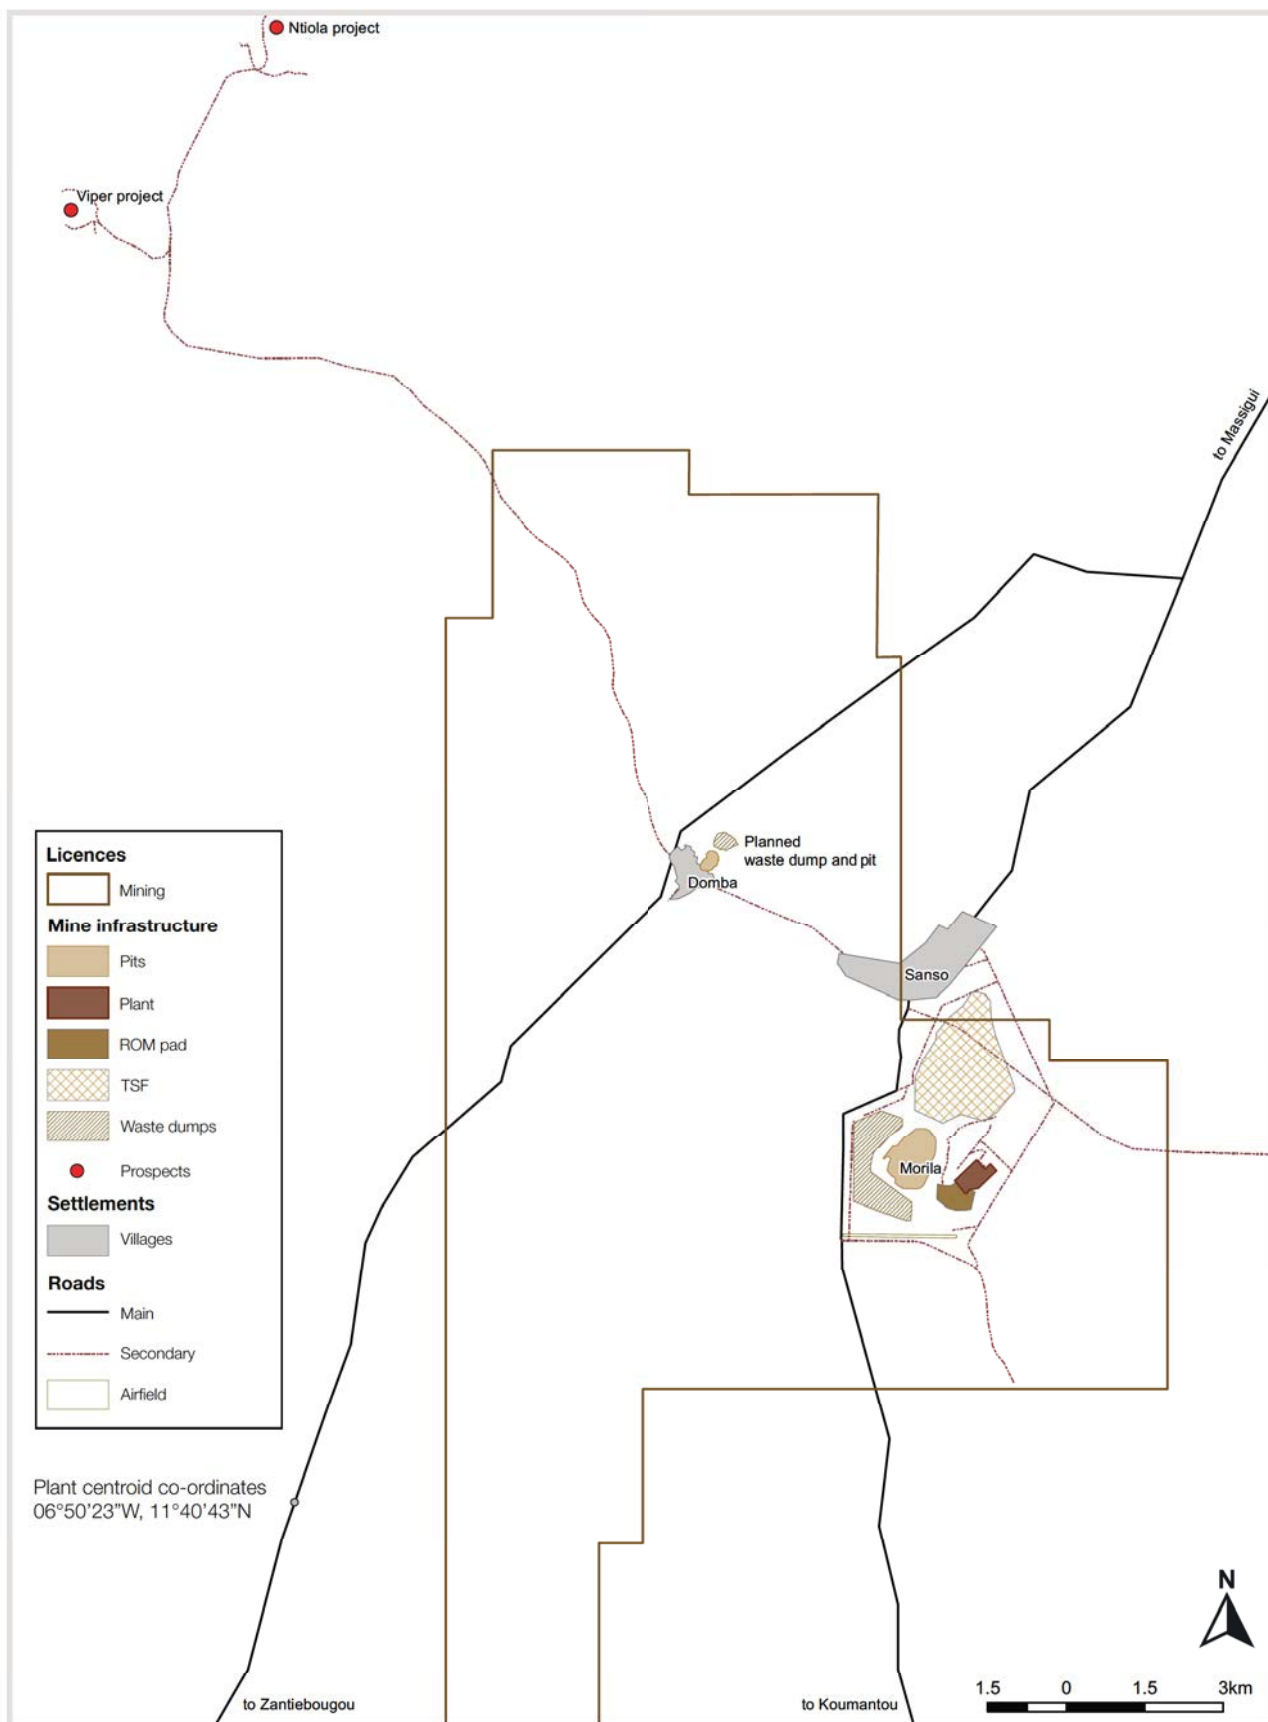 Ntiola project
Viper project
to Massigui
Planned
waste dump and pit
Domba
Sanso
Morila
Licences
Mining
Mine infrastructure
Pits
Plant
ROM pad
TSF
Waste dumps
Prospects
Settlements
Villages
Roads
Main
Secondary
Airfield
Plant centroid co-ordinates
06°50’23”W, 11°40’43”N
N
1.5 0 1.5 3km
to Zantiebougou
to Koumantou